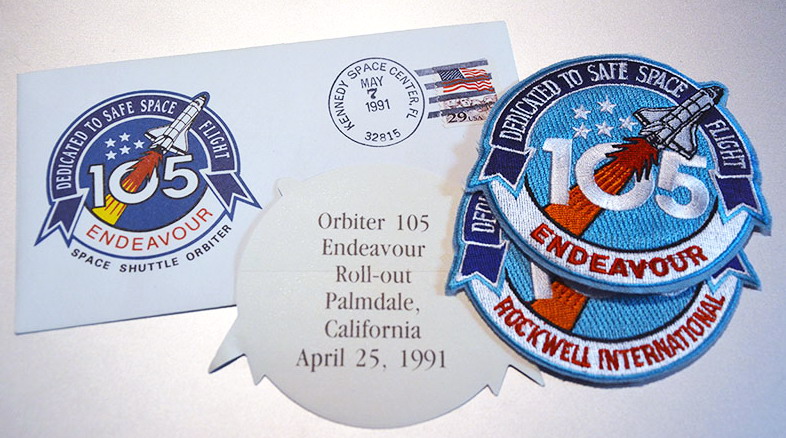 DEDICATED TO SAFE SPACE FLIGHT
105
ENDEAVOUR
SPACE SHUTTLE ORBITER
KENNEDY SPACE CENTER, FL
MAY
7
1991
32815
29 USA
Orbiter 105
Endeavour
Roll-out
Palmdale,
California
April 25, 1991
DEDICATED TO SAFE SPACE FLIGHT
105
ENDEAVOUR
DEDI
ROCKWELL INTERNATIONAL